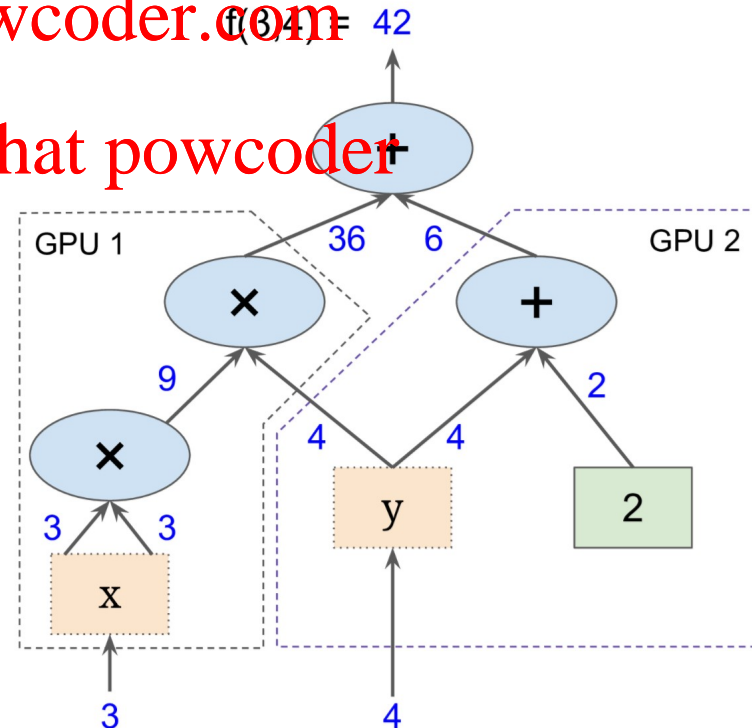 wcoder.com
f(3,4) = 42
hat powcoder
+
36 6
GPU 1 GPU 2
× +
9 2
4 4
×
y 2
3 3
x
3 4